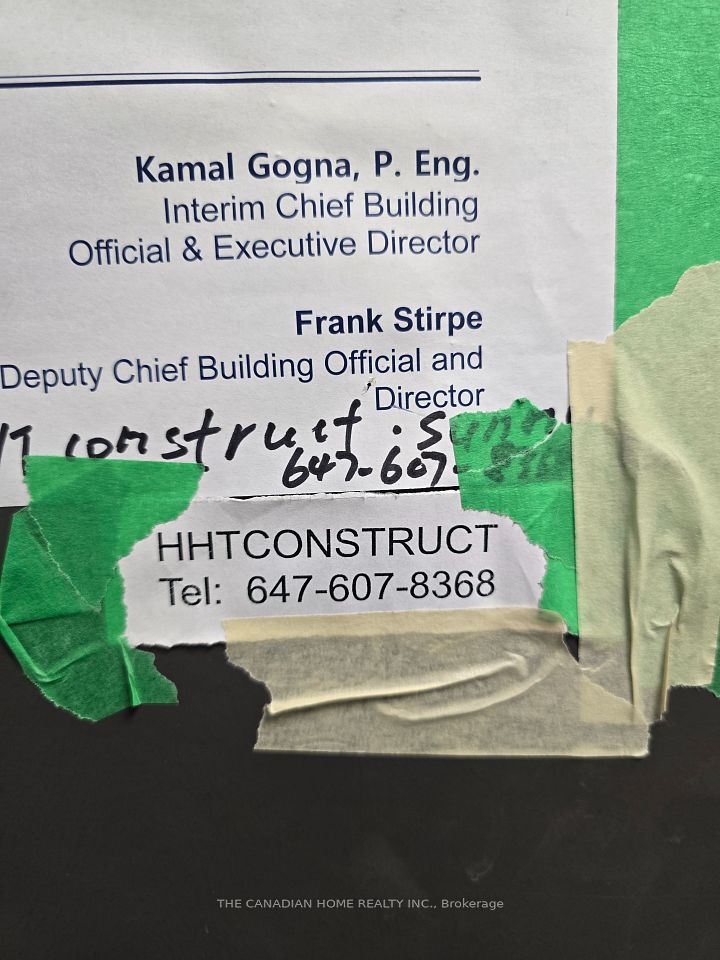 Kamal Gogna, P. Eng.
Interim Chief Building
Official & Executive Director
Frank Stirpe
Deputy Chief Building Official and
Director
construct.
647-607-
HHTCONSTRUCT
Tel: 647-607-8368
THE CANADIAN HOME REALTY INC., Brokerage